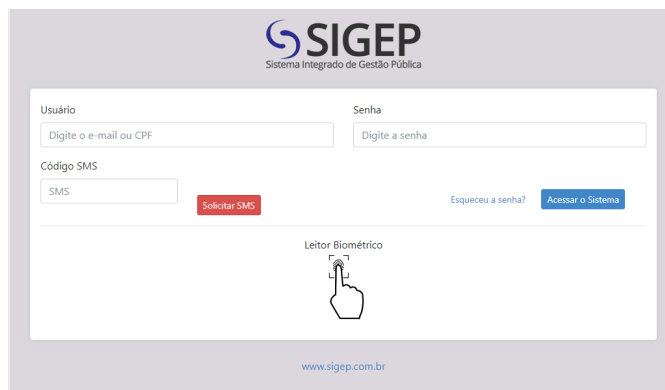 SIGEP
Sistema Integrado de Gestão Pública
Usuário
Senha
Digite o e-mail ou CPF
Digite a senha
Código SMS
SMS
Solicitar SMS
Esqueceu a senha?
Acessar o Sistema
Leitor Biométrico
www.sigep.com.br